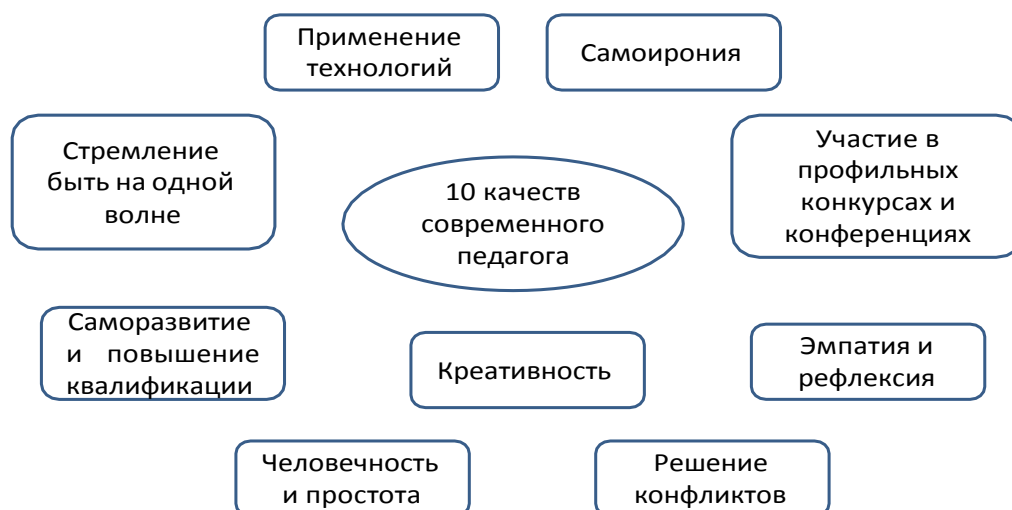 Применение
технологий
Самоирония
Стремление
быть на одной
волне
10 качеств
современного
педагога
Участие в
профильных
конкурсах и
конференциях
Саморазвитие
и повышение
квалификации
Креативность
Эмпатия и
рефлексия
Человечность
и простота
Решение
конфликтов